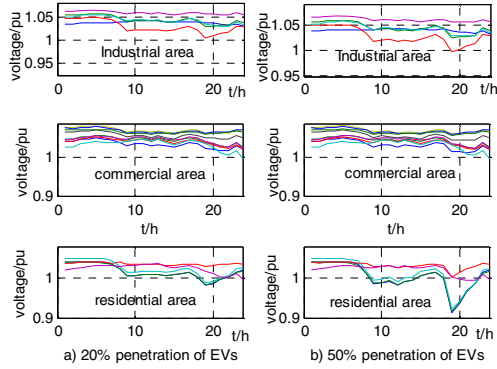 voltage/pu
1.05
1
0.95
Industrial area
0
10
20
t/h
voltage/pu
1.05
1
0.95
Industrial area
0
10
20
t/h
voltage/pu
1
0.9
commercial area
0
10
20
t/h
voltage/pu
1
0.9
commercial area
0
10
20
t/h
voltage/pu
1
0.9
residential area
0
10
20
t/h
voltage/pu
1
0.9
residential area
0
10
20
t/h
a) 20% penetration of EVs
b) 50% penetration of EVs